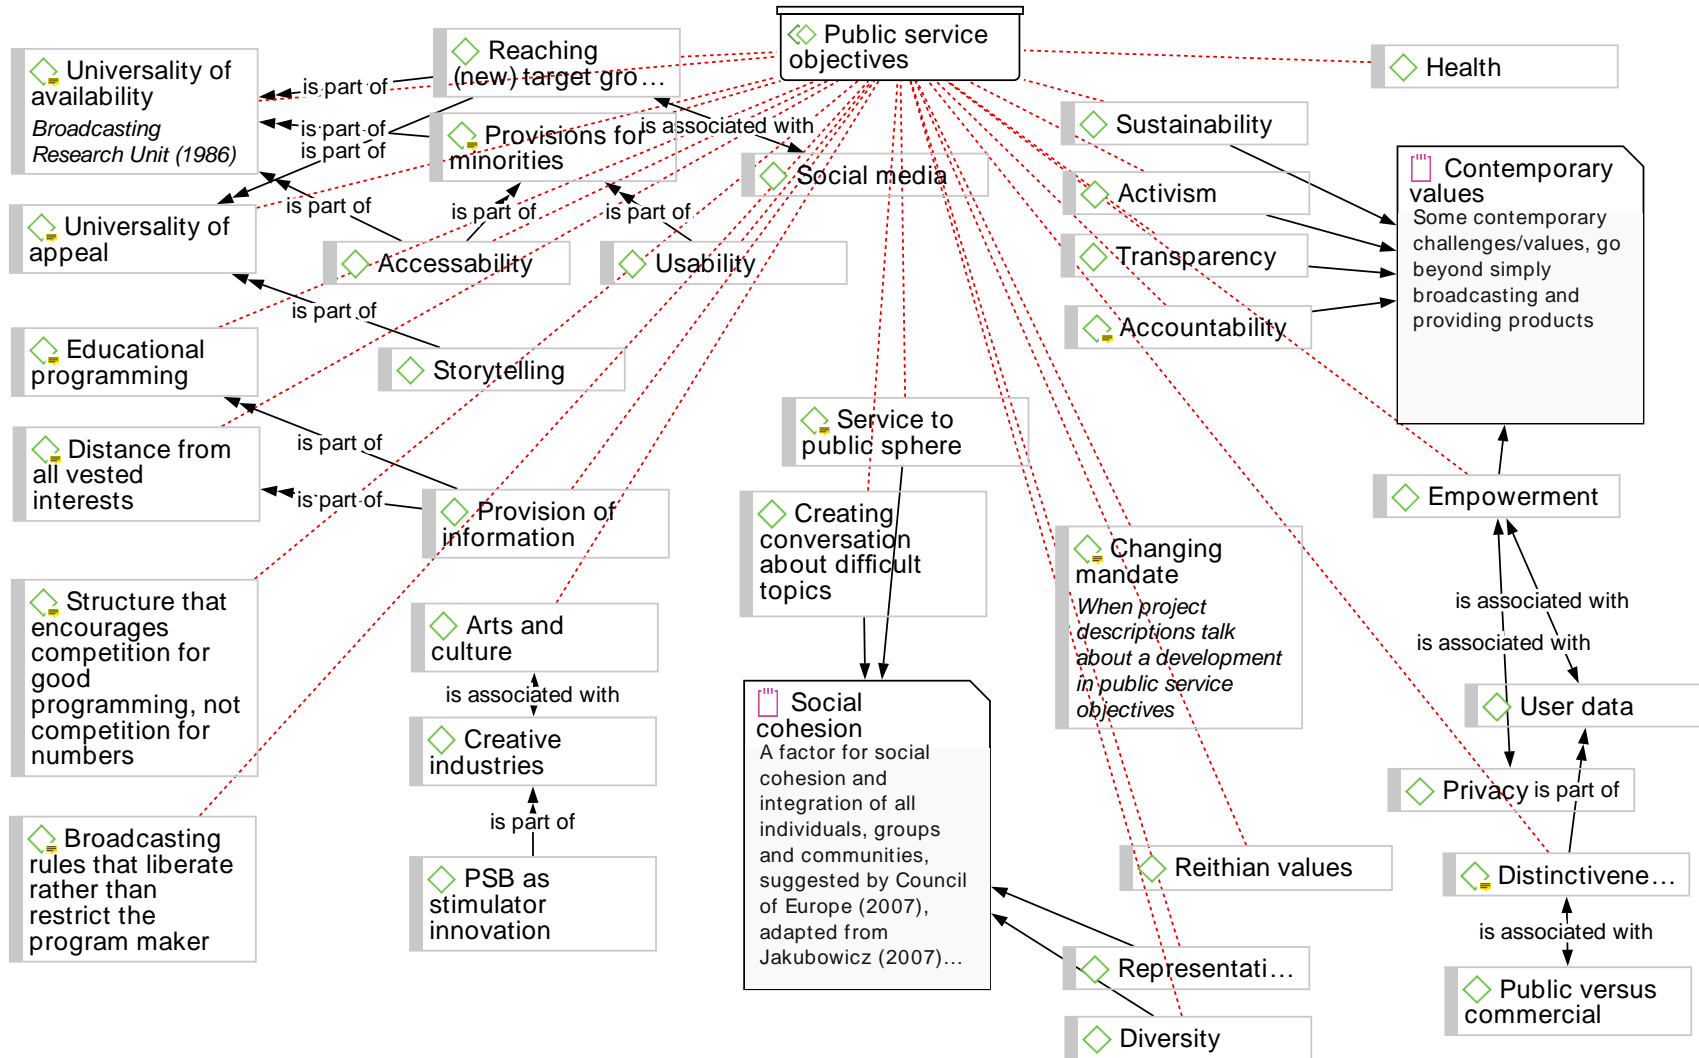 Public service
objectives
Universality of
availability
Broadcasting
Research Unit (1986)
Reaching
(new) target gro…
is part of
is part of
is part of
Provisions for
minorities
is associated with
Social media
Health
Sustainability
Activism
Transparency
Accountability
Contemporary
values
Some contemporary
challenges/values, go
beyond simply
broadcasting and
providing products
Universality of
appeal
is part of
is part of
is part of
Accessability
Usability
is part of
Educational
programming
Storytelling
Distance from
all vested
interests
is part of
is part of
Provision of
information
Service to
public sphere
Creating
conversation
about difficult
topics
Changing
mandate
When project
descriptions talk
about a development
in public service
objectives
Empowerment
is associated with
is associated with
User data
Privacy
is part of
Structure that
encourages
competition for
good
programming, not
competition for
numbers
Arts and
culture
is associated with
Creative
industries
is part of
PSB as
stimulator
innovation
Social
cohesion
A factor for social
cohesion and
integration of all
individuals, groups
and communities,
suggested by Council
of Europe (2007),
adapted from
Jakubowicz (2007)…
Broadcasting
rules that liberate
rather than
restrict the
program maker
Reithian values
Distinctivene…
is associated with
Representati…
Public versus
commercial
Diversity